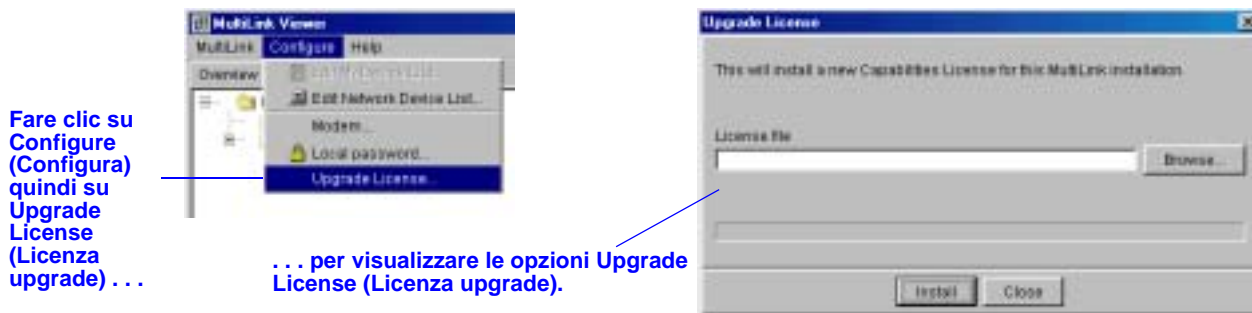 MultiLink Viewer
MultiLink Configure Help
Overview
Edit Network Device List...
Modem...
Local password...
Upgrade License...
Fare clic su
Configure
(Configura)
quindi su
Upgrade
License
(Licenza
upgrade) . . .
. . . per visualizzare le opzioni Upgrade
License (Licenza upgrade).
Upgrade License
This will install a new Capabilities License for this MultiLink installation.
License file
Browse...
Install Close